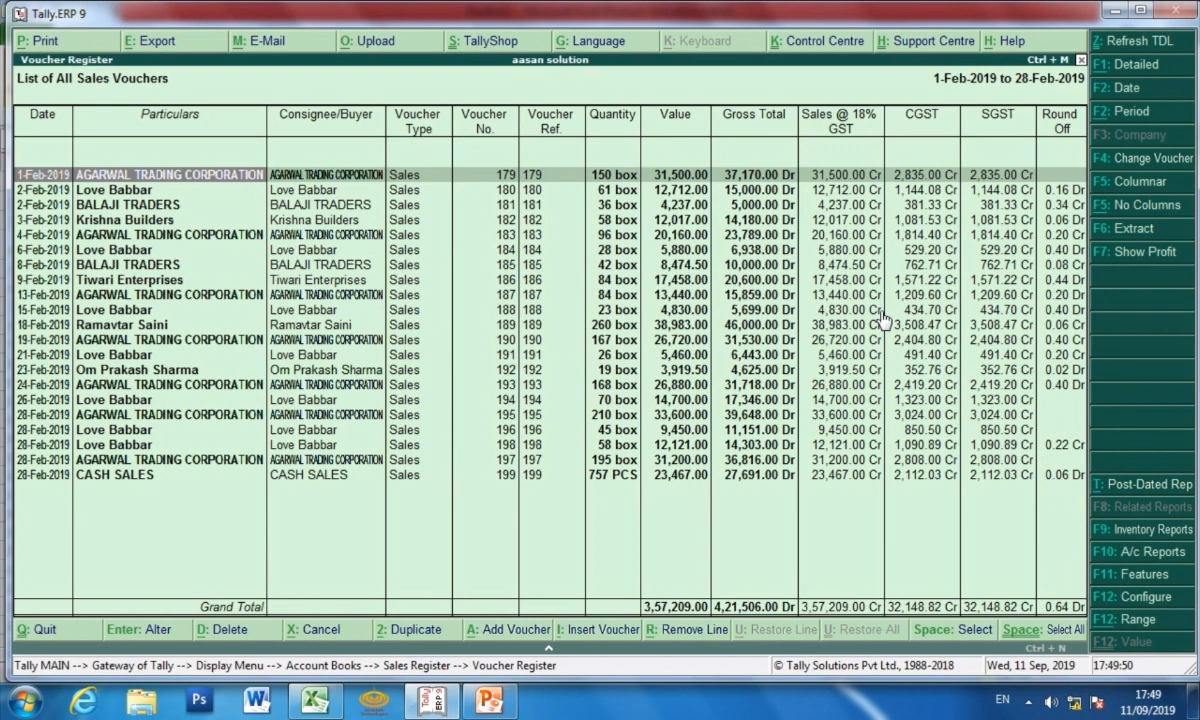 Tally.ERP 9
P: Print E: Export M: E-Mail O: Upload S: TallyShop G: Language K: Keyboard K: Control Centre H: Support Centre H: Help
Voucher Register aasan solution Ctrl + M
List of All Sales Vouchers 1-Feb-2019 to 28-Feb-2019
Date Particulars Consignee/Buyer Voucher Type Voucher No. Voucher Ref. Quantity Value Gross Total Sales @ 18% GST CGST SGST Round Off
1-Feb-2019 AGARWAL TRADING CORPORATION AGARWAL TRADING CORPORATION Sales 179 179 150 box 31,500.00 37,170.00 Dr 31,500.00 Cr 2,835.00 Cr 2,835.00 Cr
2-Feb-2019 Love Babbar Love Babbar Sales 180 180 61 box 12,712.00 15,000.00 Dr 12,712.00 Cr 1,144.08 Cr 1,144.08 Cr 0.16 Dr
2-Feb-2019 BALAJI TRADERS BALAJI TRADERS Sales 181 181 36 box 4,237.00 5,000.00 Dr 4,237.00 Cr 381.33 Cr 381.33 Cr 0.34 Cr
3-Feb-2019 Krishna Builders Krishna Builders Sales 182 182 58 box 12,017.00 14,180.00 Dr 12,017.00 Cr 1,081.53 Cr 1,081.53 Cr 0.06 Dr
4-Feb-2019 AGARWAL TRADING CORPORATION AGARWAL TRADING CORPORATION Sales 183 183 96 box 20,160.00 23,789.00 Dr 20,160.00 Cr 1,814.40 Cr 1,814.40 Cr 0.20 Cr
6-Feb-2019 Love Babbar Love Babbar Sales 184 184 28 box 5,880.00 6,938.00 Dr 5,880.00 Cr 529.20 Cr 529.20 Cr 0.40 Dr
8-Feb-2019 BALAJI TRADERS BALAJI TRADERS Sales 185 185 42 box 8,474.50 10,000.00 Dr 8,474.50 Cr 762.71 Cr 762.71 Cr 0.08 Cr
9-Feb-2019 Tiwari Enterprises Tiwari Enterprises Sales 186 186 84 box 17,458.00 20,600.00 Dr 17,458.00 Cr 1,571.22 Cr 1,571.22 Cr 0.44 Dr
13-Feb-2019 AGARWAL TRADING CORPORATION AGARWAL TRADING CORPORATION Sales 187 187 84 box 13,440.00 15,859.00 Dr 13,440.00 Cr 1,209.60 Cr 1,209.60 Cr 0.20 Dr
15-Feb-2019 Love Babbar Love Babbar Sales 188 188 23 box 4,830.00 5,699.00 Dr 4,830.00 Cr 434.70 Cr 434.70 Cr 0.40 Dr
18-Feb-2019 Ramavtar Saini Ramavtar Saini Sales 189 189 260 box 38,983.00 46,000.00 Dr 38,983.00 Cr 3,508.47 Cr 3,508.47 Cr 0.06 Cr
19-Feb-2019 AGARWAL TRADING CORPORATION AGARWAL TRADING CORPORATION Sales 190 190 167 box 26,720.00 31,530.00 Dr 26,720.00 Cr 2,404.80 Cr 2,404.80 Cr 0.40 Cr
21-Feb-2019 Love Babbar Love Babbar Sales 191 191 26 box 5,460.00 6,443.00 Dr 5,460.00 Cr 491.40 Cr 491.40 Cr 0.20 Cr
23-Feb-2019 Om Prakash Sharma Om Prakash Sharma Sales 192 192 19 box 3,919.50 4,625.00 Dr 3,919.50 Cr 352.76 Cr 352.76 Cr 0.02 Dr
24-Feb-2019 AGARWAL TRADING CORPORATION AGARWAL TRADING CORPORATION Sales 193 193 168 box 26,880.00 31,718.00 Dr 26,880.00 Cr 2,419.20 Cr 2,419.20 Cr 0.40 Dr
26-Feb-2019 Love Babbar Love Babbar Sales 194 194 70 box 14,700.00 17,346.00 Dr 14,700.00 Cr 1,323.00 Cr 1,323.00 Cr
28-Feb-2019 AGARWAL TRADING CORPORATION AGARWAL TRADING CORPORATION Sales 195 195 210 box 33,600.00 39,648.00 Dr 33,600.00 Cr 3,024.00 Cr 3,024.00 Cr
28-Feb-2019 Love Babbar Love Babbar Sales 196 196 45 box 9,450.00 11,151.00 Dr 9,450.00 Cr 850.50 Cr 850.50 Cr
28-Feb-2019 Love Babbar Love Babbar Sales 198 198 58 box 12,121.00 14,303.00 Dr 12,121.00 Cr 1,090.89 Cr 1,090.89 Cr 0.22 Cr
28-Feb-2019 AGARWAL TRADING CORPORATION AGARWAL TRADING CORPORATION Sales 197 197 195 box 31,200.00 36,816.00 Dr 31,200.00 Cr 2,808.00 Cr 2,808.00 Cr
28-Feb-2019 CASH SALES CASH SALES Sales 199 199 757 PCS 23,467.00 27,691.00 Dr 23,467.00 Cr 2,112.03 Cr 2,112.03 Cr 0.06 Dr
Grand Total 3,57,209.00 4,21,506.00 Dr 3,57,209.00 Cr 32,148.82 Cr 32,148.82 Cr 0.64 Dr
Q: Quit Enter: Alter D: Delete X: Cancel 2: Duplicate A: Add Voucher I: Insert Voucher R: Remove Line U: Restore Line U: Restore All Space: Select Space: Select All
Ctrl + N
Tally MAIN --> Gateway of Tally --> Display Menu --> Account Books --> Sales Register --> Voucher Register © Tally Solutions Pvt Ltd., 1988-2018 Wed, 11 Sep, 2019 17:49:50
Z: Refresh TDL
F1: Detailed
F2: Date
F2: Period
F3: Company
F4: Change Voucher
F5: Columnar
F5: No Columns
F6: Extract
F7: Show Profit
T: Post-Dated Rep
F8: Related Reports
F9: Inventory Reports
F10: A/c Reports
F11: Features
F12: Configure
F12: Range
F12: Value
Ps W X Tally ERP 9 P EN 17:49
11/09/2019